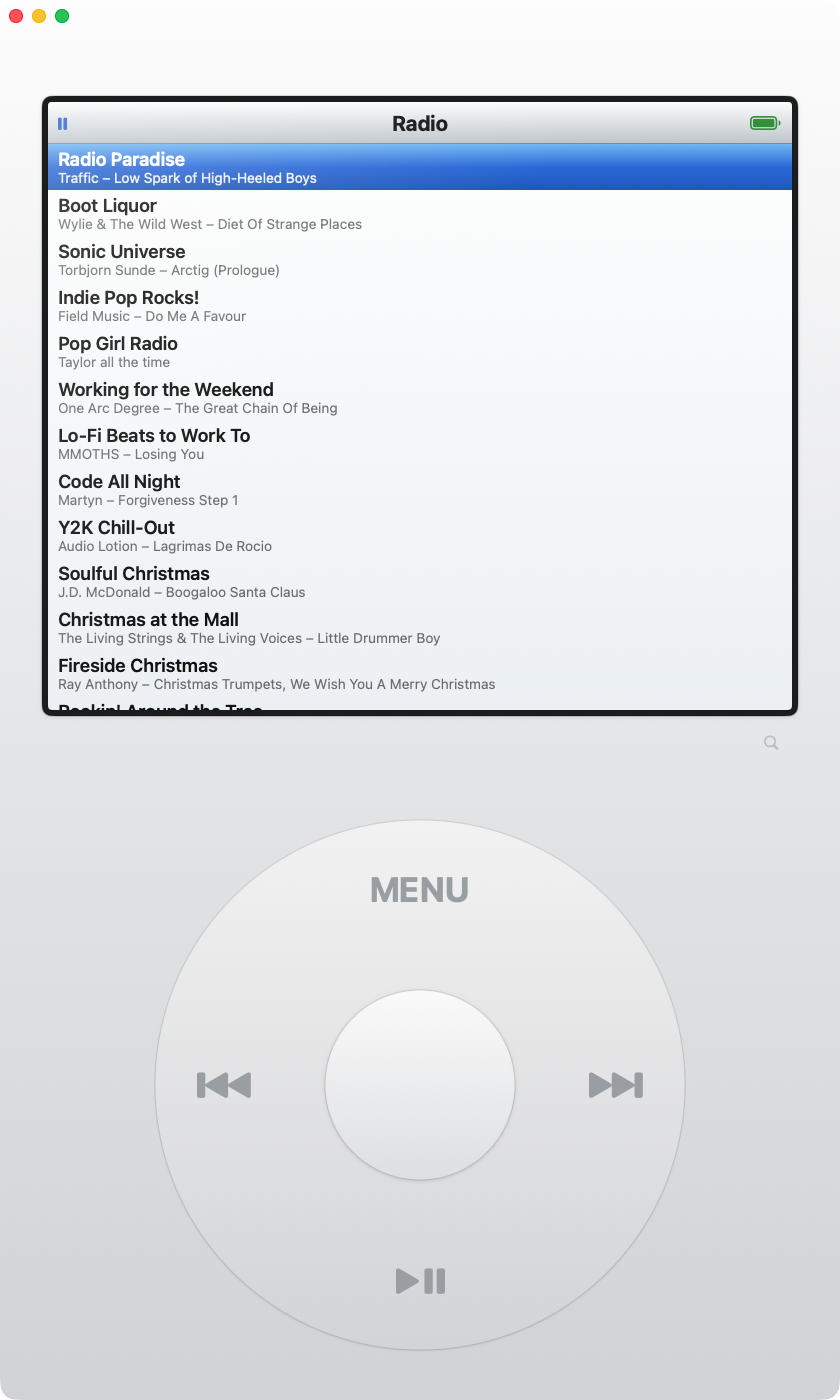 Radio
Radio Paradise
Traffic – Low Spark of High-Heeled Boys
Boot Liquor
Wylie & The Wild West – Diet Of Strange Places
Sonic Universe
Torbjorn Sunde – Arctig (Prologue)
Indie Pop Rocks!
Field Music – Do Me A Favour
Pop Girl Radio
Taylor all the time
Working for the Weekend
One Arc Degree – The Great Chain Of Being
Lo-Fi Beats to Work To
MMOTHS – Losing You
Code All Night
Martyn – Forgiveness Step 1
Y2K Chill-Out
Audio Lotion – Lagrimas De Rocio
Soulful Christmas
J.D. McDonald – Boogaloo Santa Claus
Christmas at the Mall
The Living Strings & The Living Voices – Little Drummer Boy
Fireside Christmas
Ray Anthony – Christmas Trumpets, We Wish You A Merry Christmas
Rockin' Around the Tree
MENU